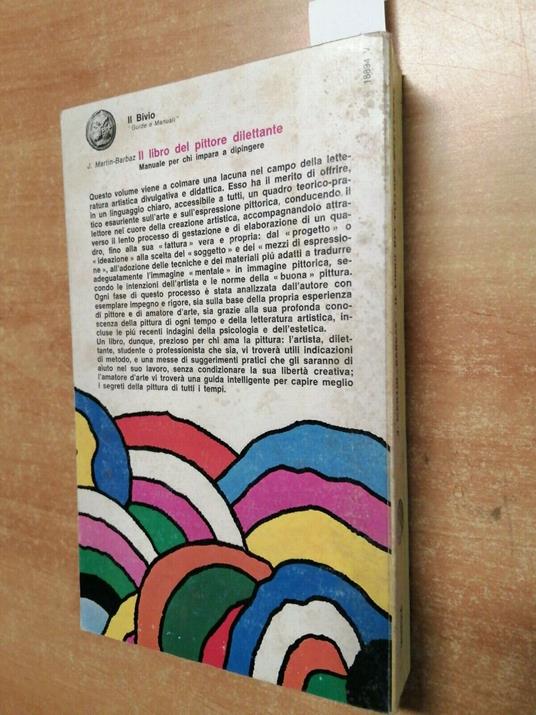 Il Bivio
"Guide e Manuali"
18894 V
J. Martin-Barbaz Il libro del pittore dilettante
Manuale per chi impara a dipingere
Questo volume viene a colmare una lacuna nel campo della lette-
ratura artistica divulgativa e didattica. Esso ha il merito di offrire,
in un linguaggio chiaro, accessibile a tutti, un quadro teorico-pra-
tico esauriente sull'arte e sull'espressione pittorica, conducendo il
lettore nel cuore della creazione artistica, accompagnandolo attra-
verso il lento processo di gestazione e di elaborazione di un qua-
dro, fino alla sua « fattura » vera e propria: dal « progetto » o
« ideazione » alla scelta del « soggetto » e dei « mezzi di espressio-
ne », all'adozione delle tecniche e dei materiali piú adatti a tradurre
adeguatamente l'immagine « mentale » in immagine pittorica, se-
condo le intenzioni dell'artista e le norme della « buona » pittura.
Ogni fase di questo processo è stata analizzata dall'autore con
esemplare impegno e rigore, sia sulla base della propria esperienza
di pittore e di amatore d'arte, sia grazie alla sua profonda cono-
scenza della pittura di ogni tempo e della letteratura artistica, in-
cluse le piú recenti indagini della psicologia e dell'estetica.
Un libro, dunque, prezioso per chi ama la pittura: l'artista, dilet-
tante, studente o professionista che sia, vi troverà utili indicazioni
di metodo, e una messe di suggerimenti pratici che gli saranno di
aiuto nel suo lavoro, senza condizionare la sua libertà creativa;
l'amatore d'arte vi troverà una guida intelligente per capire meglio
i segreti della pittura di tutti i tempi.